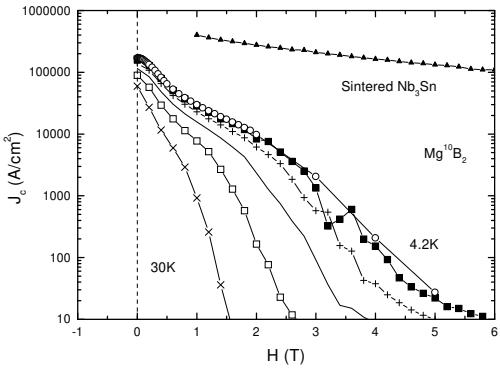 1000000
100000
10000
1000
100
10
J_c (A/cm²)
Sintered Nb₃Sn
Mg¹⁰B₂
4.2K
30K
-1 0 1 2 3 4 5 6
H (T)